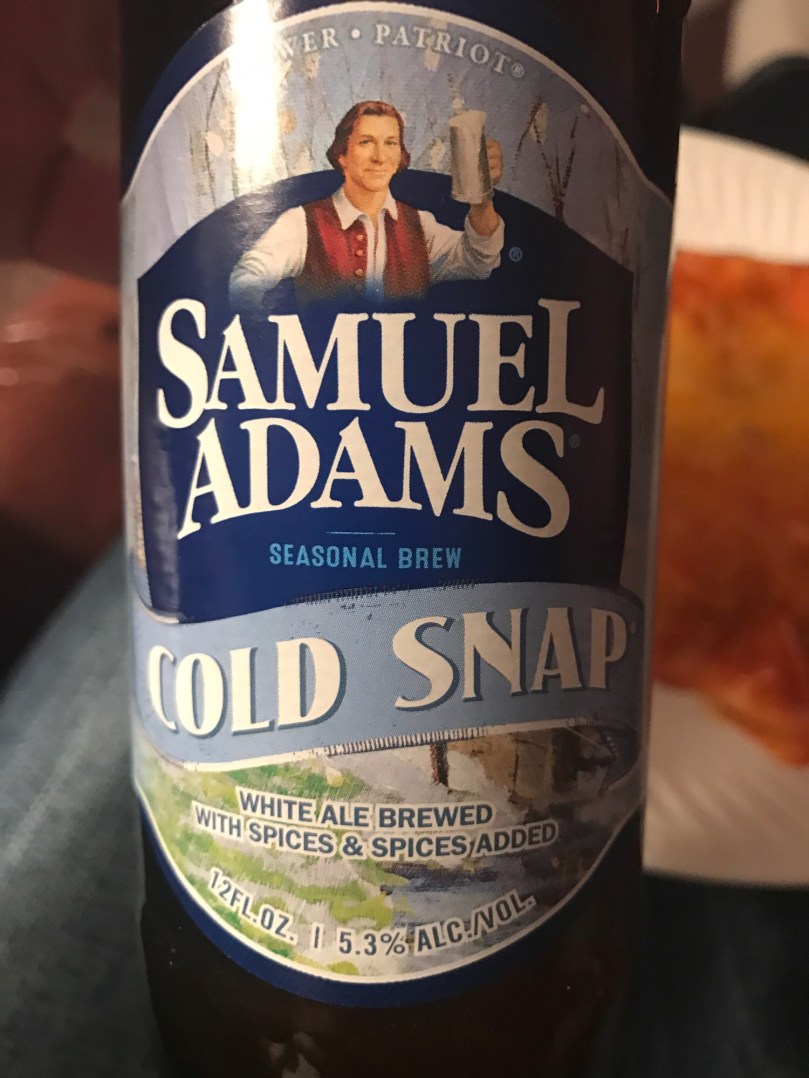 PATRIOT®
SAMUEL
ADAMS®
SEASONAL BREW
COLD SNAP®
WHITE ALE BREWED
WITH SPICES & SPICES ADDED
12FL.OZ. | 5.3% ALC./VOL.